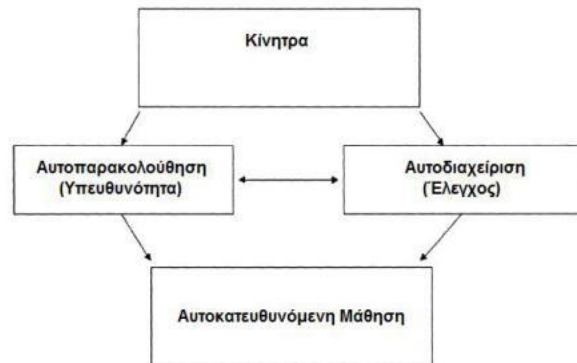 Κίνητρα
Αυτοπαρακολούθηση
(Υπευθυνότητα)
Αυτοδιαχείριση
(Έλεγχος)
Αυτοκατευθυνόμενη Μάθηση